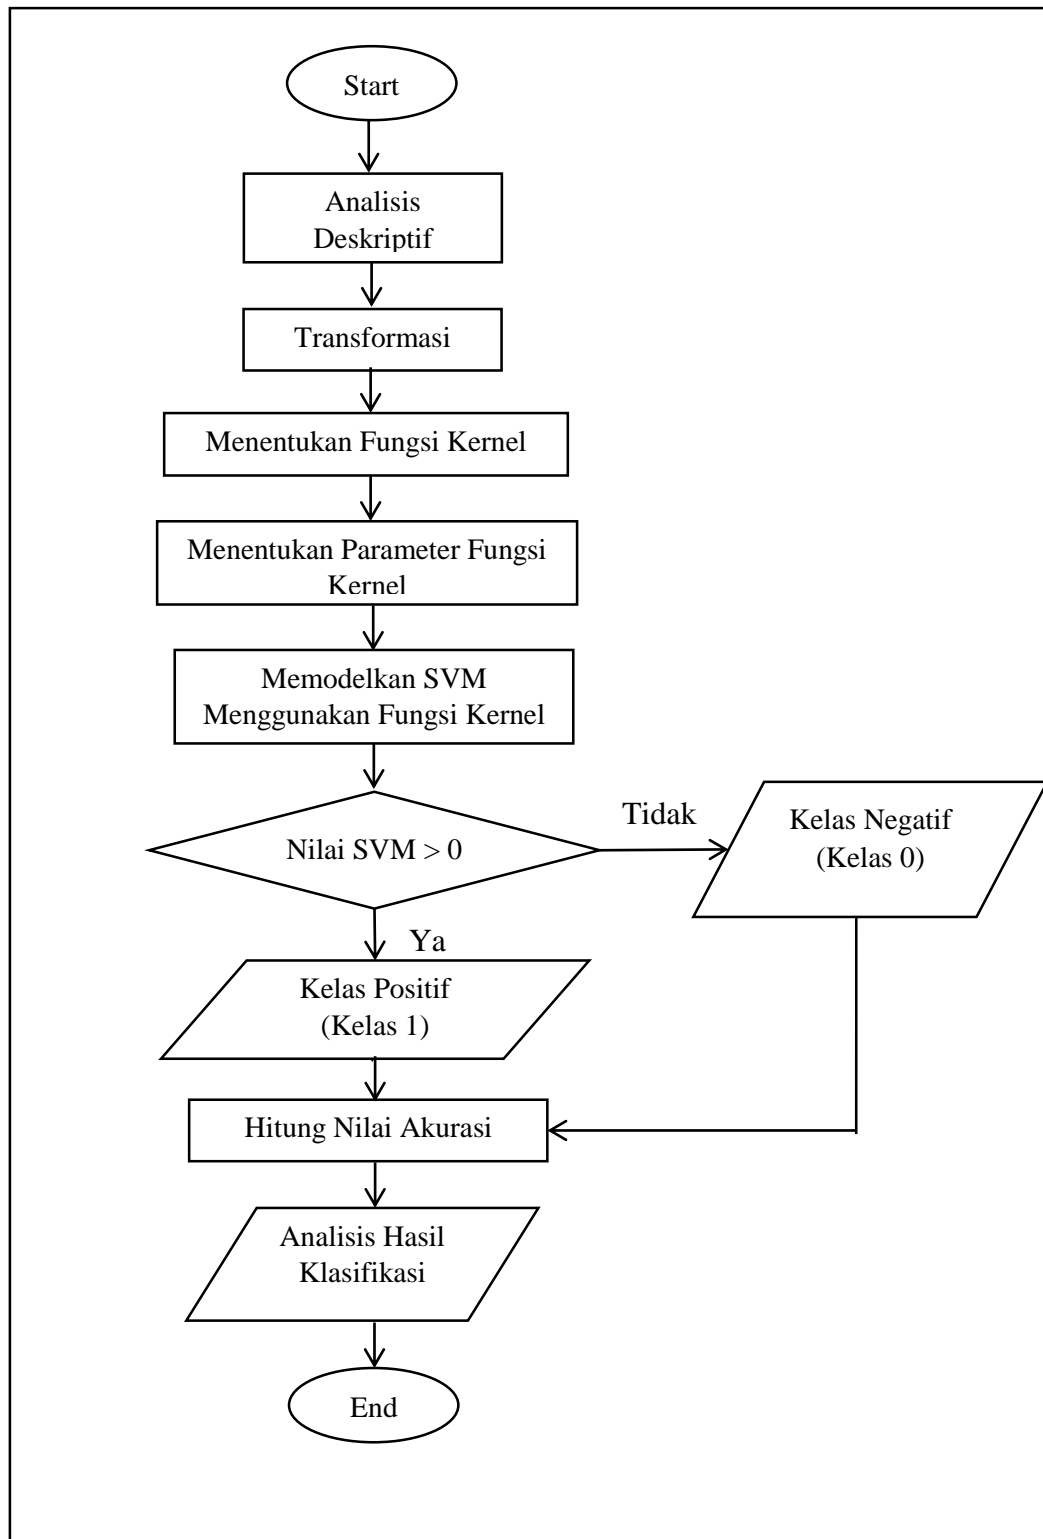 Start
Analisis
Deskriptif
Transformasi
Menentukan Fungsi Kernel
Menentukan Parameter Fungsi
Kernel
Memodelkan SVM
Menggunakan Fungsi Kernel
Nilai SVM > 0
Tidak
Kelas Negatif
(Kelas 0)
Ya
Kelas Positif
(Kelas 1)
Hitung Nilai Akurasi
Analisis Hasil
Klasifikasi
End